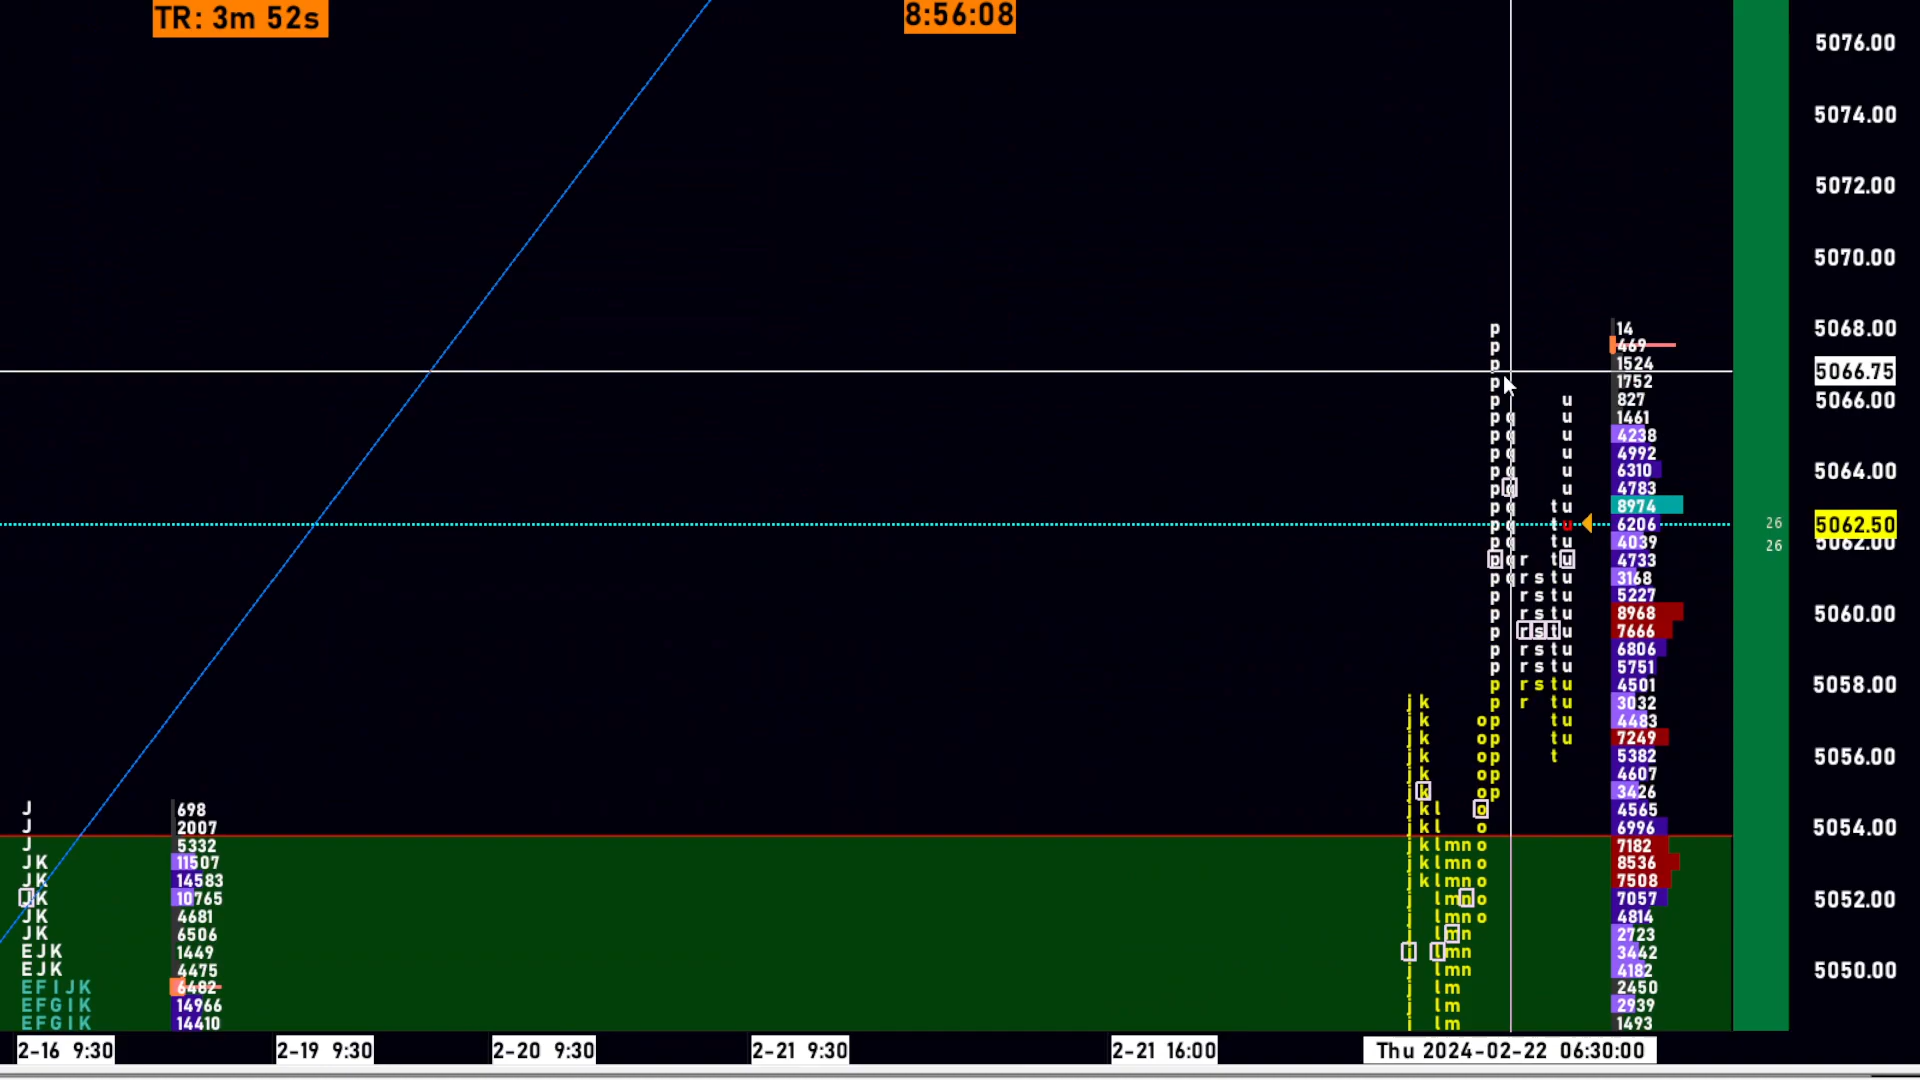 TR: 3m 52s 8:56:08 5076.00
5074.00
5072.00
5070.00
p 14 5068.00
p 469
p 1524
5066.75
p 1752
p u 827 5066.00
p q u 1461
p q u 4238
p q u 4992
p q u 6310 5064.00
p q u 4783
p q t u 8974
p q t u 6206 26 5062.50
p q t u 4039 26 5062.00
p q r t u 4733
p q r s t u 3168
p r s t u 5227
p r s t u 8968 5060.00
p r s t u 7666
p r s t u 6806
p r s t u 5751
p r s t u 4501 5058.00
j k p r t u 3032
j k o p t u 4483
j k o p t u 7249
j k o p t 5382 5056.00
j k o p 4607
j k o p 3426
J 698 j k l o 4565
J 2007 j k l o 6996 5054.00
J 5332 j k l m n o 7182
J K 11507 j k l m n o 8536
J K 14583 j k l m n o 7508
J K 10765 j l m n o 7057 5052.00
J K 4681 j l m n o 4814
J K 6506 j l m n 2723
E J K 1449 j l m n 3442
E J K 4475 j l m n 4182 5050.00
E F I J K 6482 j l m 2450
E F G I K 14966 j l m 2939
E F G I K 14410 j l m 1493
2-16 9:30 2-19 9:30 2-20 9:30 2-21 9:30 2-21 16:00 Thu 2024-02-22 06:30:00